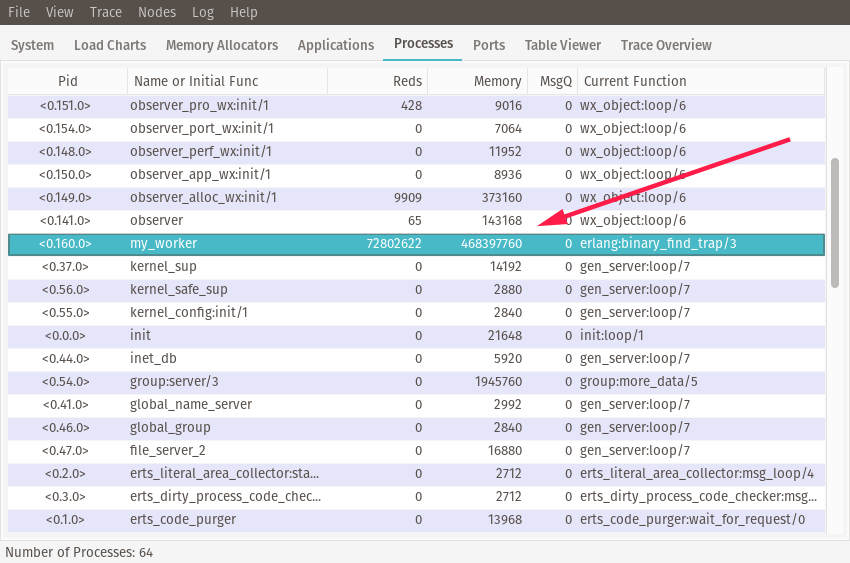 File View Trace Nodes Log Help
System Load Charts Memory Allocators Applications Processes Ports Table Viewer Trace Overview
Pid Name or Initial Func Reds Memory MsgQ Current Function
<0.151.0> observer_pro_wx:init/1 428 9016 0 wx_object:loop/6
<0.154.0> observer_port_wx:init/1 0 7064 0 wx_object:loop/6
<0.148.0> observer_perf_wx:init/1 0 11952 0 wx_object:loop/6
<0.150.0> observer_app_wx:init/1 0 8936 0 wx_object:loop/6
<0.149.0> observer_alloc_wx:init/1 9909 373160 0 wx_object:loop/6
<0.141.0> observer 65 143168 0 wx_object:loop/6
<0.160.0> my_worker 72802622 468397760 0 erlang:binary_find_trap/3
<0.37.0> kernel_sup 0 14192 0 gen_server:loop/7
<0.56.0> kernel_safe_sup 0 2880 0 gen_server:loop/7
<0.55.0> kernel_config:init/1 0 2840 0 gen_server:loop/7
<0.0.0> init 0 21648 0 init:loop/1
<0.44.0> inet_db 0 5920 0 gen_server:loop/7
<0.54.0> group:server/3 0 1945760 0 group:more_data/5
<0.41.0> global_name_server 0 2992 0 gen_server:loop/7
<0.46.0> global_group 0 2840 0 gen_server:loop/7
<0.47.0> file_server_2 0 16880 0 gen_server:loop/7
<0.2.0> erts_literal_area_collector:sta... 0 2712 0 erts_literal_area_collector:msg_loop/4
<0.3.0> erts_dirty_process_code_chec... 0 2712 0 erts_dirty_process_code_checker:msg...
<0.1.0> erts_code_purger 0 13968 0 erts_code_purger:wait_for_request/0
Number of Processes: 64